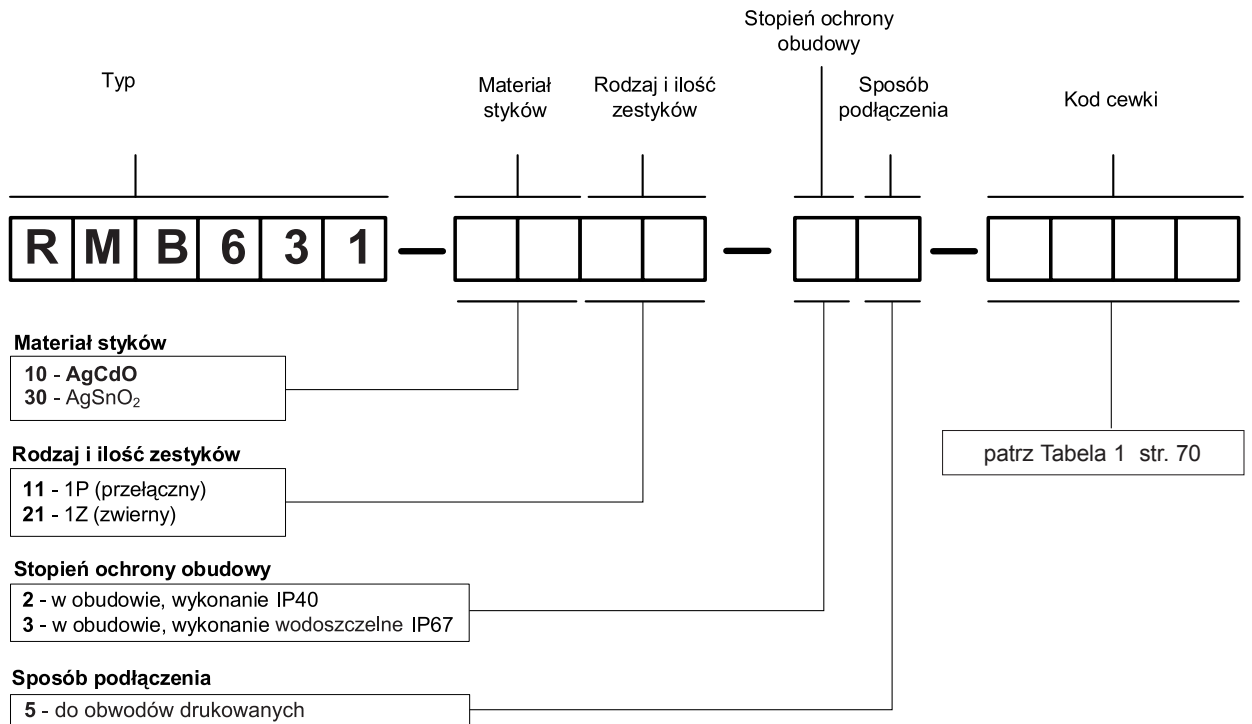 Stopień ochrony
obudowy
Typ
Materiał
styków
Rodzaj i ilość
zestyków
Sposób
podłączenia
Kod cewki
R M B 6 3 1 — — —
Materiał styków
10 - AgCdO
30 - AgSnO₂
patrz Tabela 1 str. 70
Rodzaj i ilość zestyków
11 - 1P (przełączny)
21 - 1Z (zwierny)
Stopień ochrony obudowy
2 - w obudowie, wykonanie IP40
3 - w obudowie, wykonanie wodoszczelne IP67
Sposób podłączenia
5 - do obwodów drukowanych